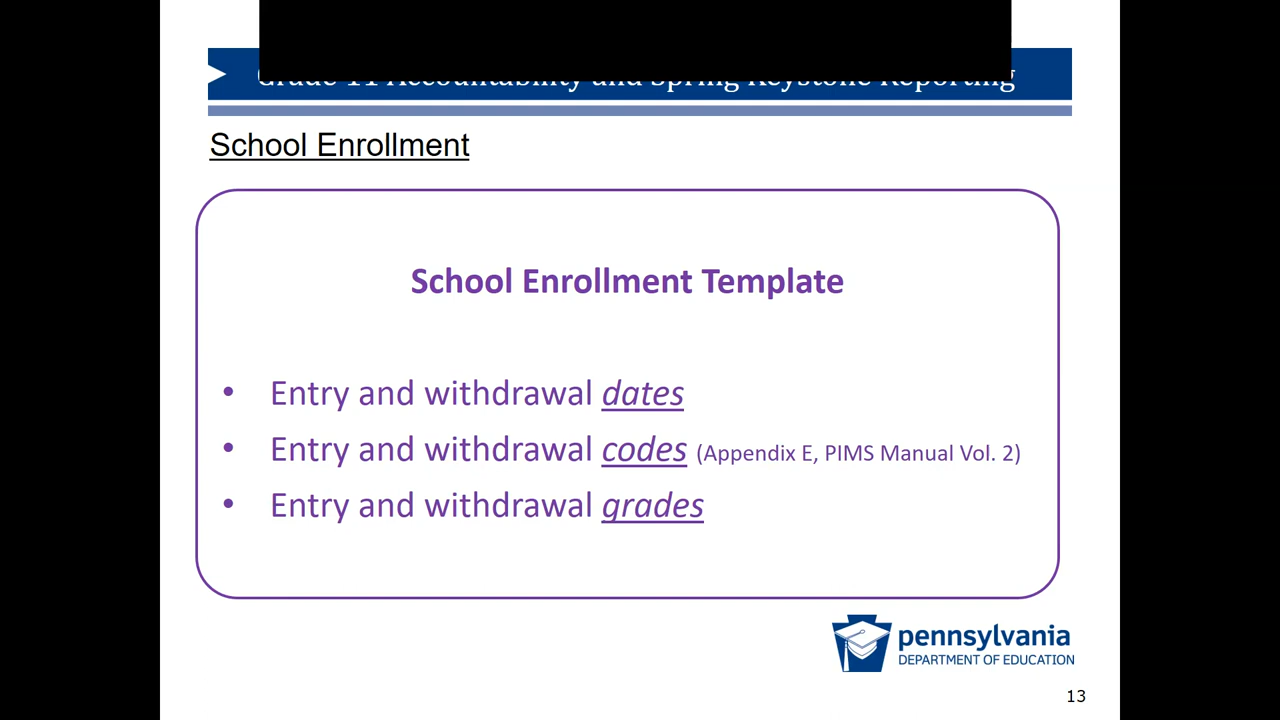 Grade 11 Accountability and Spring Keystone Reporting
School Enrollment
School Enrollment Template
• Entry and withdrawal dates
• Entry and withdrawal codes (Appendix E, PIMS Manual Vol. 2)
• Entry and withdrawal grades
pennsylvania
DEPARTMENT OF EDUCATION
13